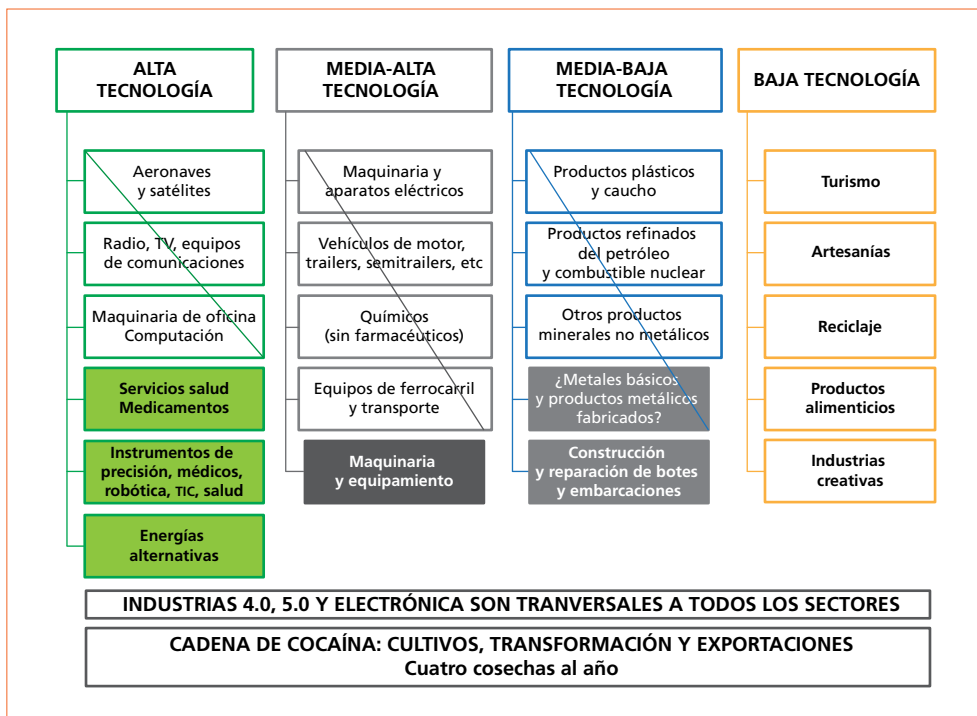 ALTA
TECNOLOGÍA
Aeronaves
y satélites
Radio, TV, equipos
de comunicaciones
Maquinaria de oficina
Computación
Servicios salud
Medicamentos
Instrumentos de
precisión, médicos,
robótica, TIC, salud
Energías
alternativas
MEDIA-ALTA
TECNOLOGÍA
Maquinaria y
aparatos eléctricos
Vehículos de motor,
trailers, semitrailers, etc
Químicos
(sin farmacéuticos)
Equipos de ferrocarril
y transporte
Maquinaria
y equipamiento
MEDIA-BAJA
TECNOLOGÍA
Productos plásticos
y caucho
Productos refinados
del petróleo
y combustible nuclear
Otros productos
minerales no metálicos
¿Metales básicos
y productos metálicos
fabricados?
Construcción
y reparación de botes
y embarcaciones
BAJA TECNOLOGÍA
Turismo
Artesanías
Reciclaje
Productos
alimenticios
Industrias
creativas
INDUSTRIAS 4.0, 5.0 Y ELECTRÓNICA SON TRANVERSALES A TODOS LOS SECTORES
CADENA DE COCAÍNA: CULTIVOS, TRANSFORMACIÓN Y EXPORTACIONES
Cuatro cosechas al año